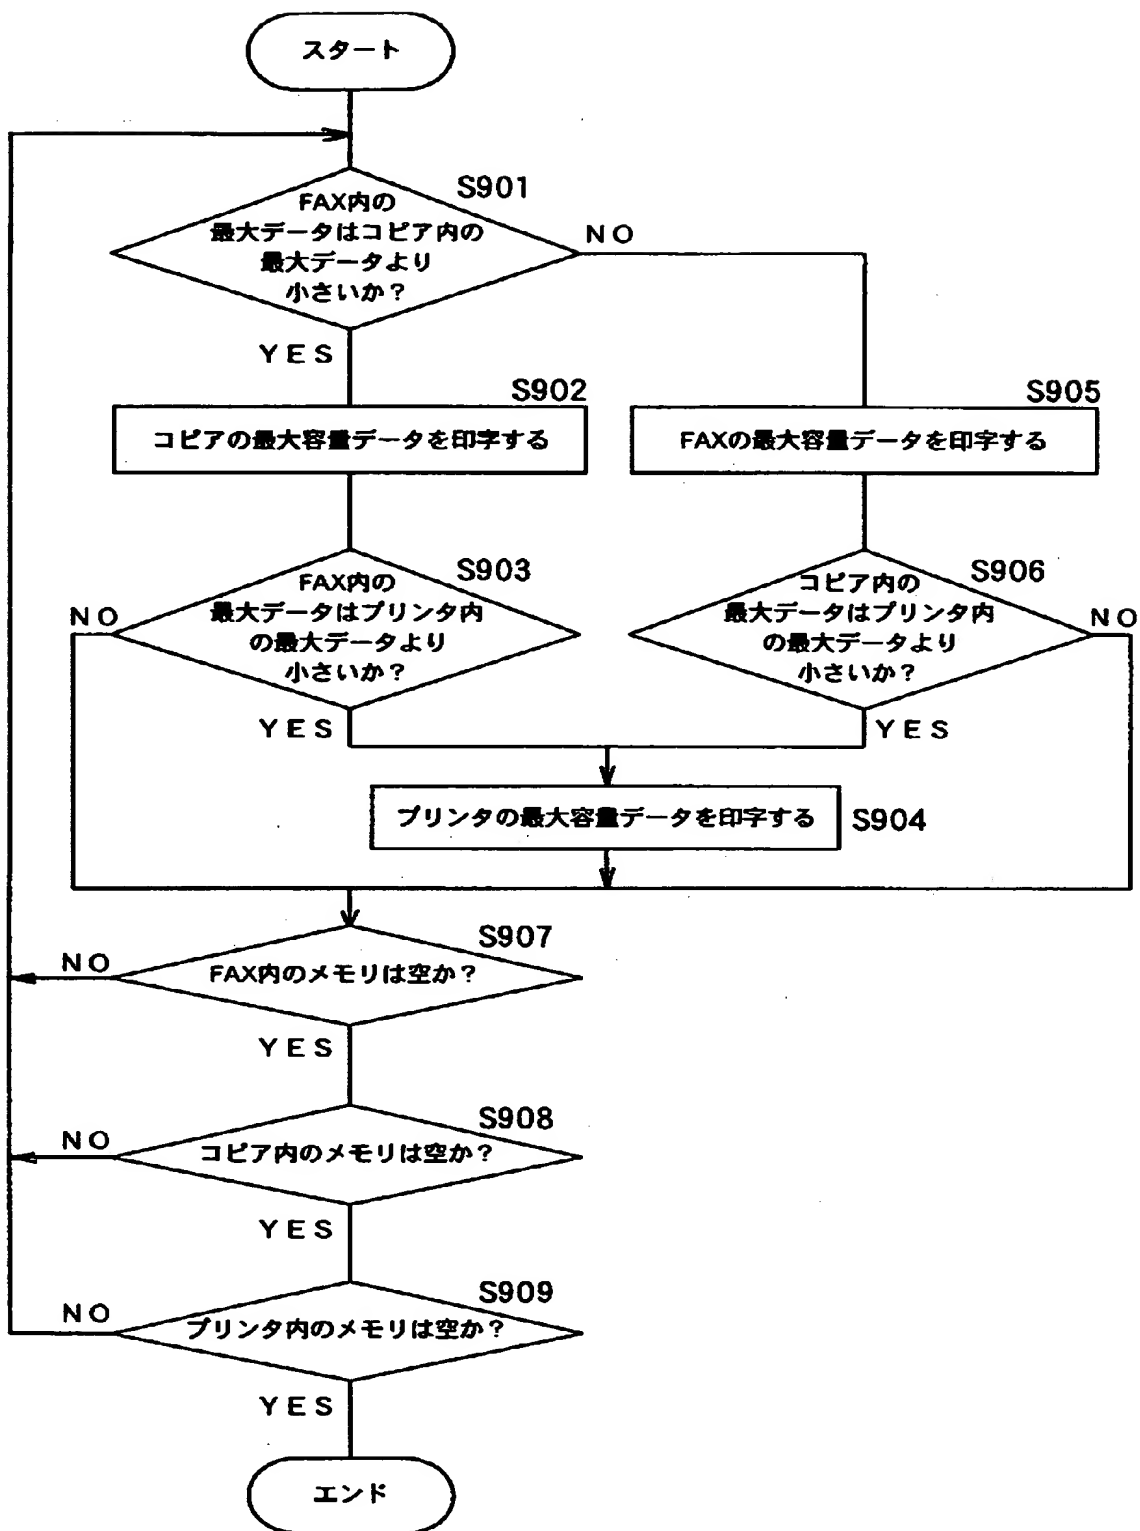 スタート
S901
FAX内の
最大データはコピア内の
最大データより
小さいか？
NO
YES
S902
コピアの最大容量データを印字する
S905
FAXの最大容量データを印字する
S903
FAX内の
最大データはプリンタ内
の最大データより
小さいか？
NO
YES
S906
コピア内の
最大データはプリンタ内
の最大データより
小さいか？
NO
YES
プリンタの最大容量データを印字する
S904
S907
FAX内のメモリは空か？
NO
YES
S908
コピア内のメモリは空か？
NO
YES
S909
プリンタ内のメモリは空か？
NO
YES
エンド